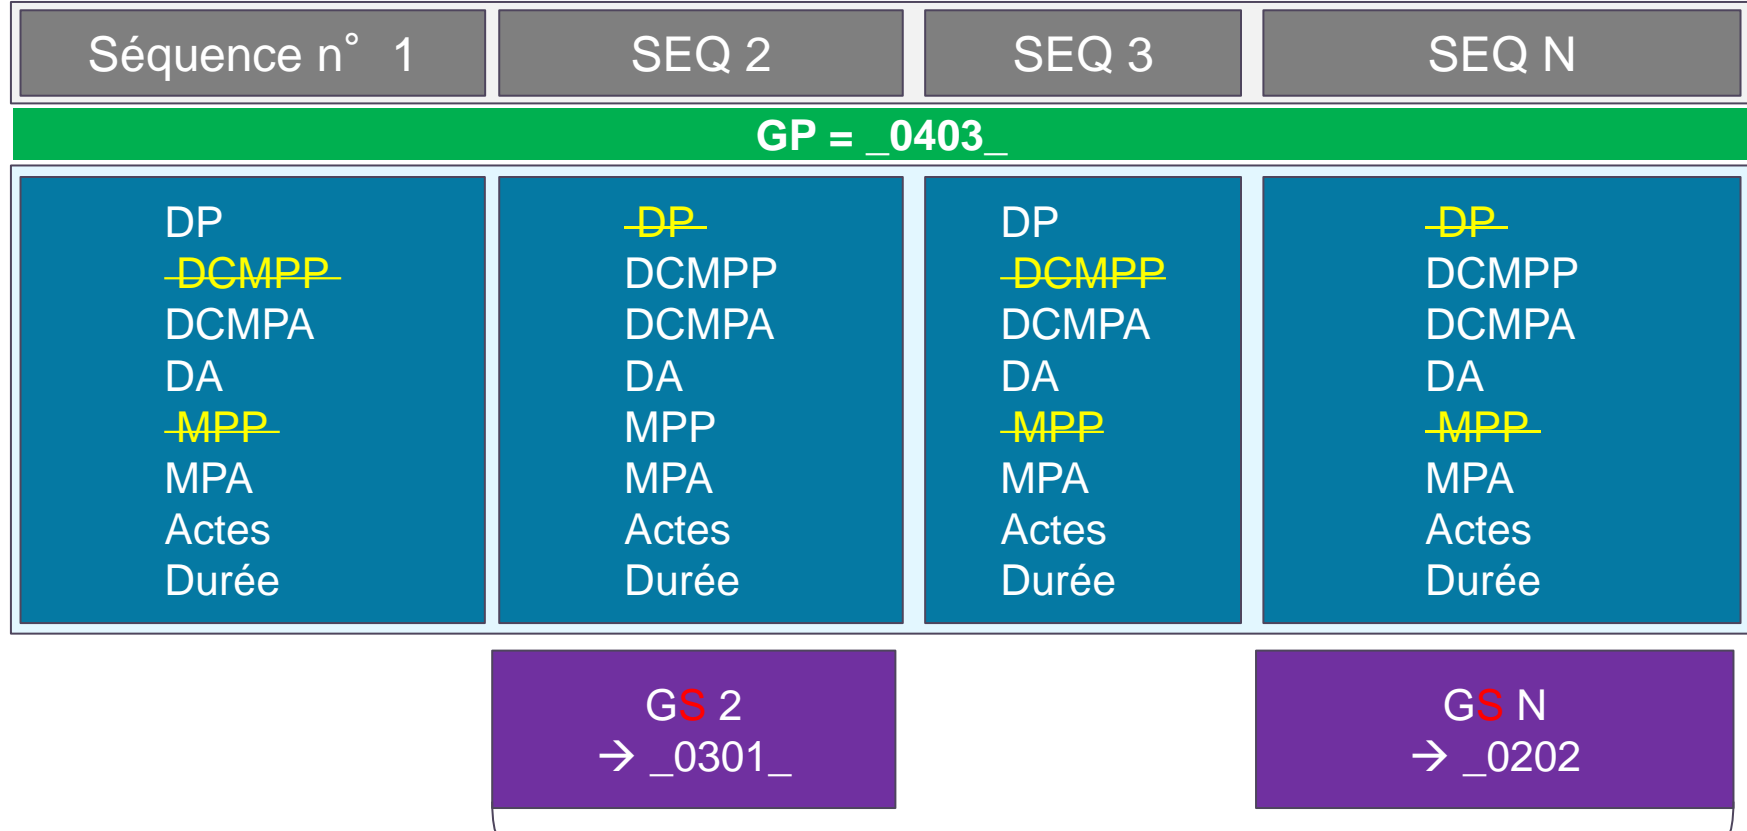 Séquence n° 1
SEQ 2
SEQ 3
SEQ N
GP = _0403_
DP
DCMPP
DCMPA
DA
MPP
MPA
Actes
Durée
DP
DCMPP
DCMPA
DA
MPP
MPA
Actes
Durée
DP
DCMPP
DCMPA
DA
MPP
MPA
Actes
Durée
DP
DCMPP
DCMPA
DA
MPP
MPA
Actes
Durée
GS 2
→ _0301_
GS N
→ _0202